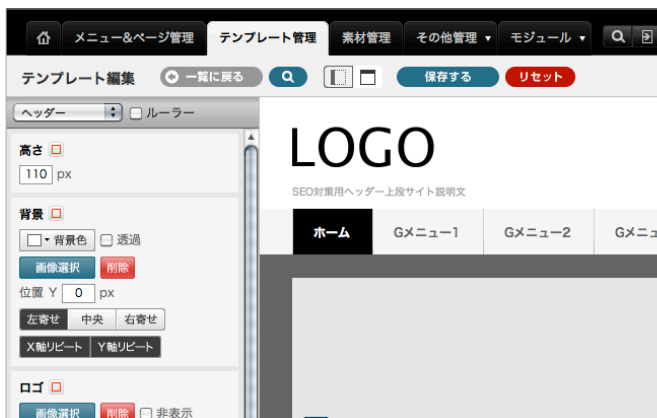 メニュー&ページ管理 テンプレート管理 素材管理 その他管理 ▼ モジュール ▼
テンプレート編集 一覧に戻る 保存する リセット
ヘッダー ルーラー
高さ
110 px
背景
背景色 透過
画像選択 削除
位置 Y 0 px
左寄せ 中央 右寄せ
X軸リピート Y軸リピート
ロゴ
画像選択 削除 非表示
LOGO
SEO対策用ヘッダー上段サイト説明文
ホーム Gメニュー1 Gメニュー2 Gメニュ